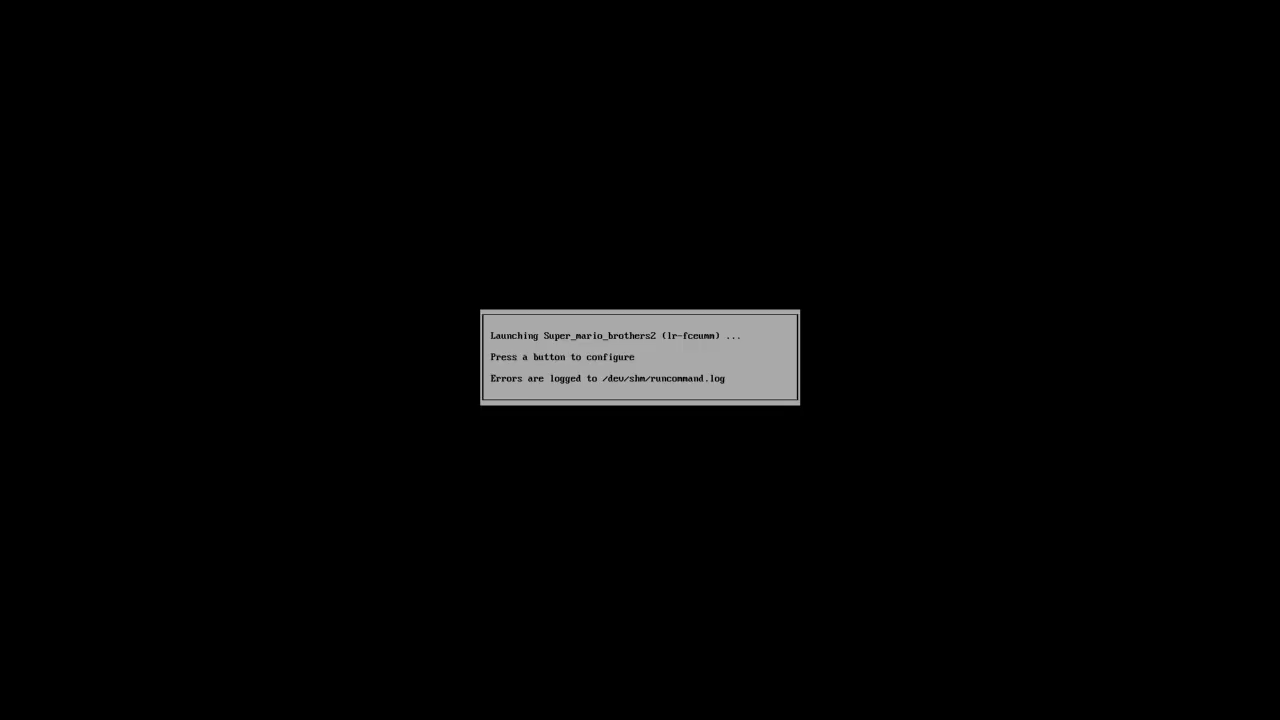 Launching Super_mario_brothers2 (lr-fceumm) ...
Press a button to configure
Errors are logged to /dev/shm/runcommand.log